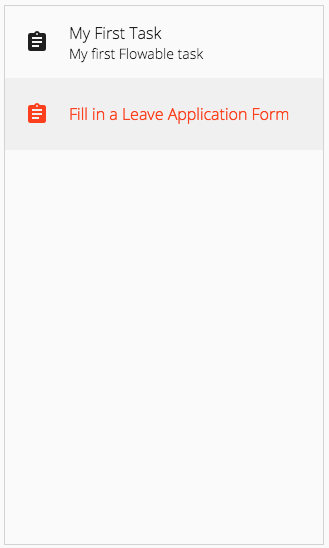 My First Task
My first Flowable task
Fill in a Leave Application Form